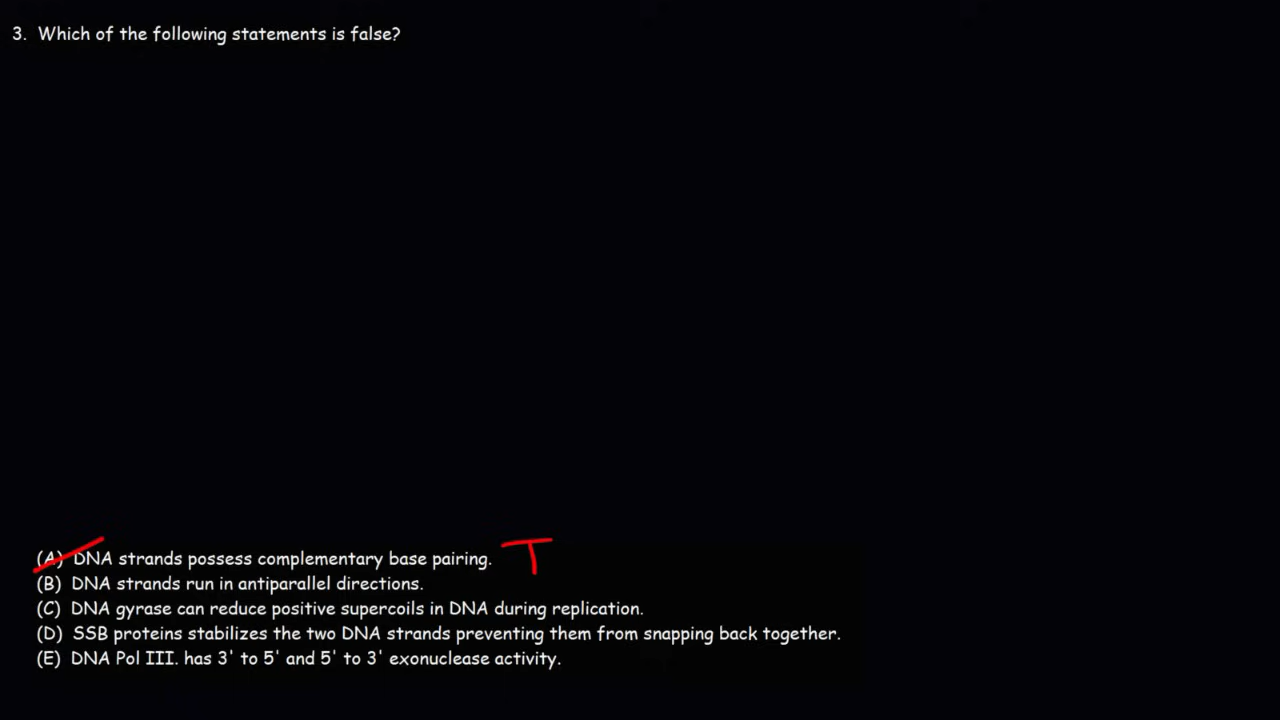 3. Which of the following statements is false?
(A) DNA strands possess complementary base pairing. T
(B) DNA strands run in antiparallel directions.
(C) DNA gyrase can reduce positive supercoils in DNA during replication.
(D) SSB proteins stabilizes the two DNA strands preventing them from snapping back together.
(E) DNA Pol III. has 3' to 5' and 5' to 3' exonuclease activity.